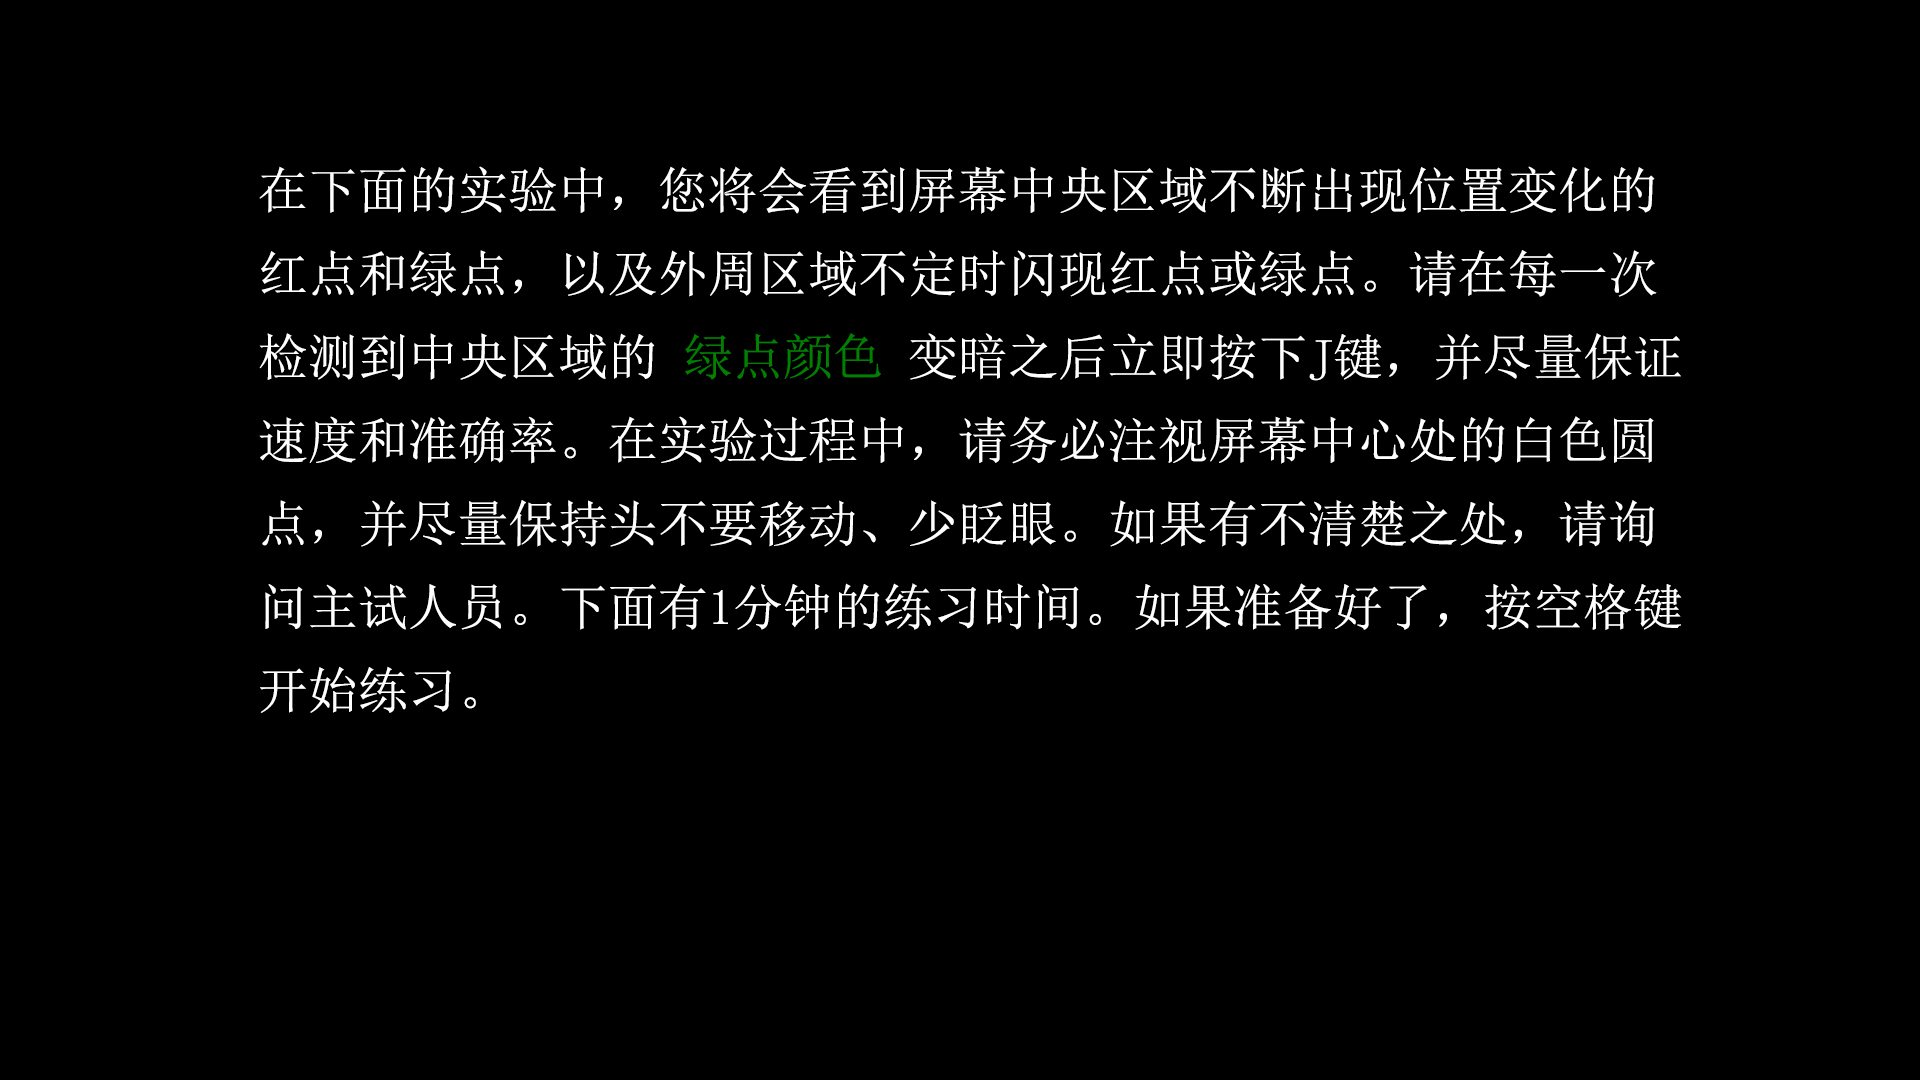 在下面的实验中，您将会看到屏幕中央区域不断出现位置变化的
红点和绿点，以及外周区域不定时闪现红点或绿点。请在每一次
检测到中央区域的 绿点颜色 变暗之后立即按下J键，并尽量保证
速度和准确率。在实验过程中，请务必注视屏幕中心处的白色圆
点，并尽量保持头不要移动、少眨眼。如果有不清楚之处，请询
问主试人员。下面有1分钟的练习时间。如果准备好了，按空格键
开始练习。